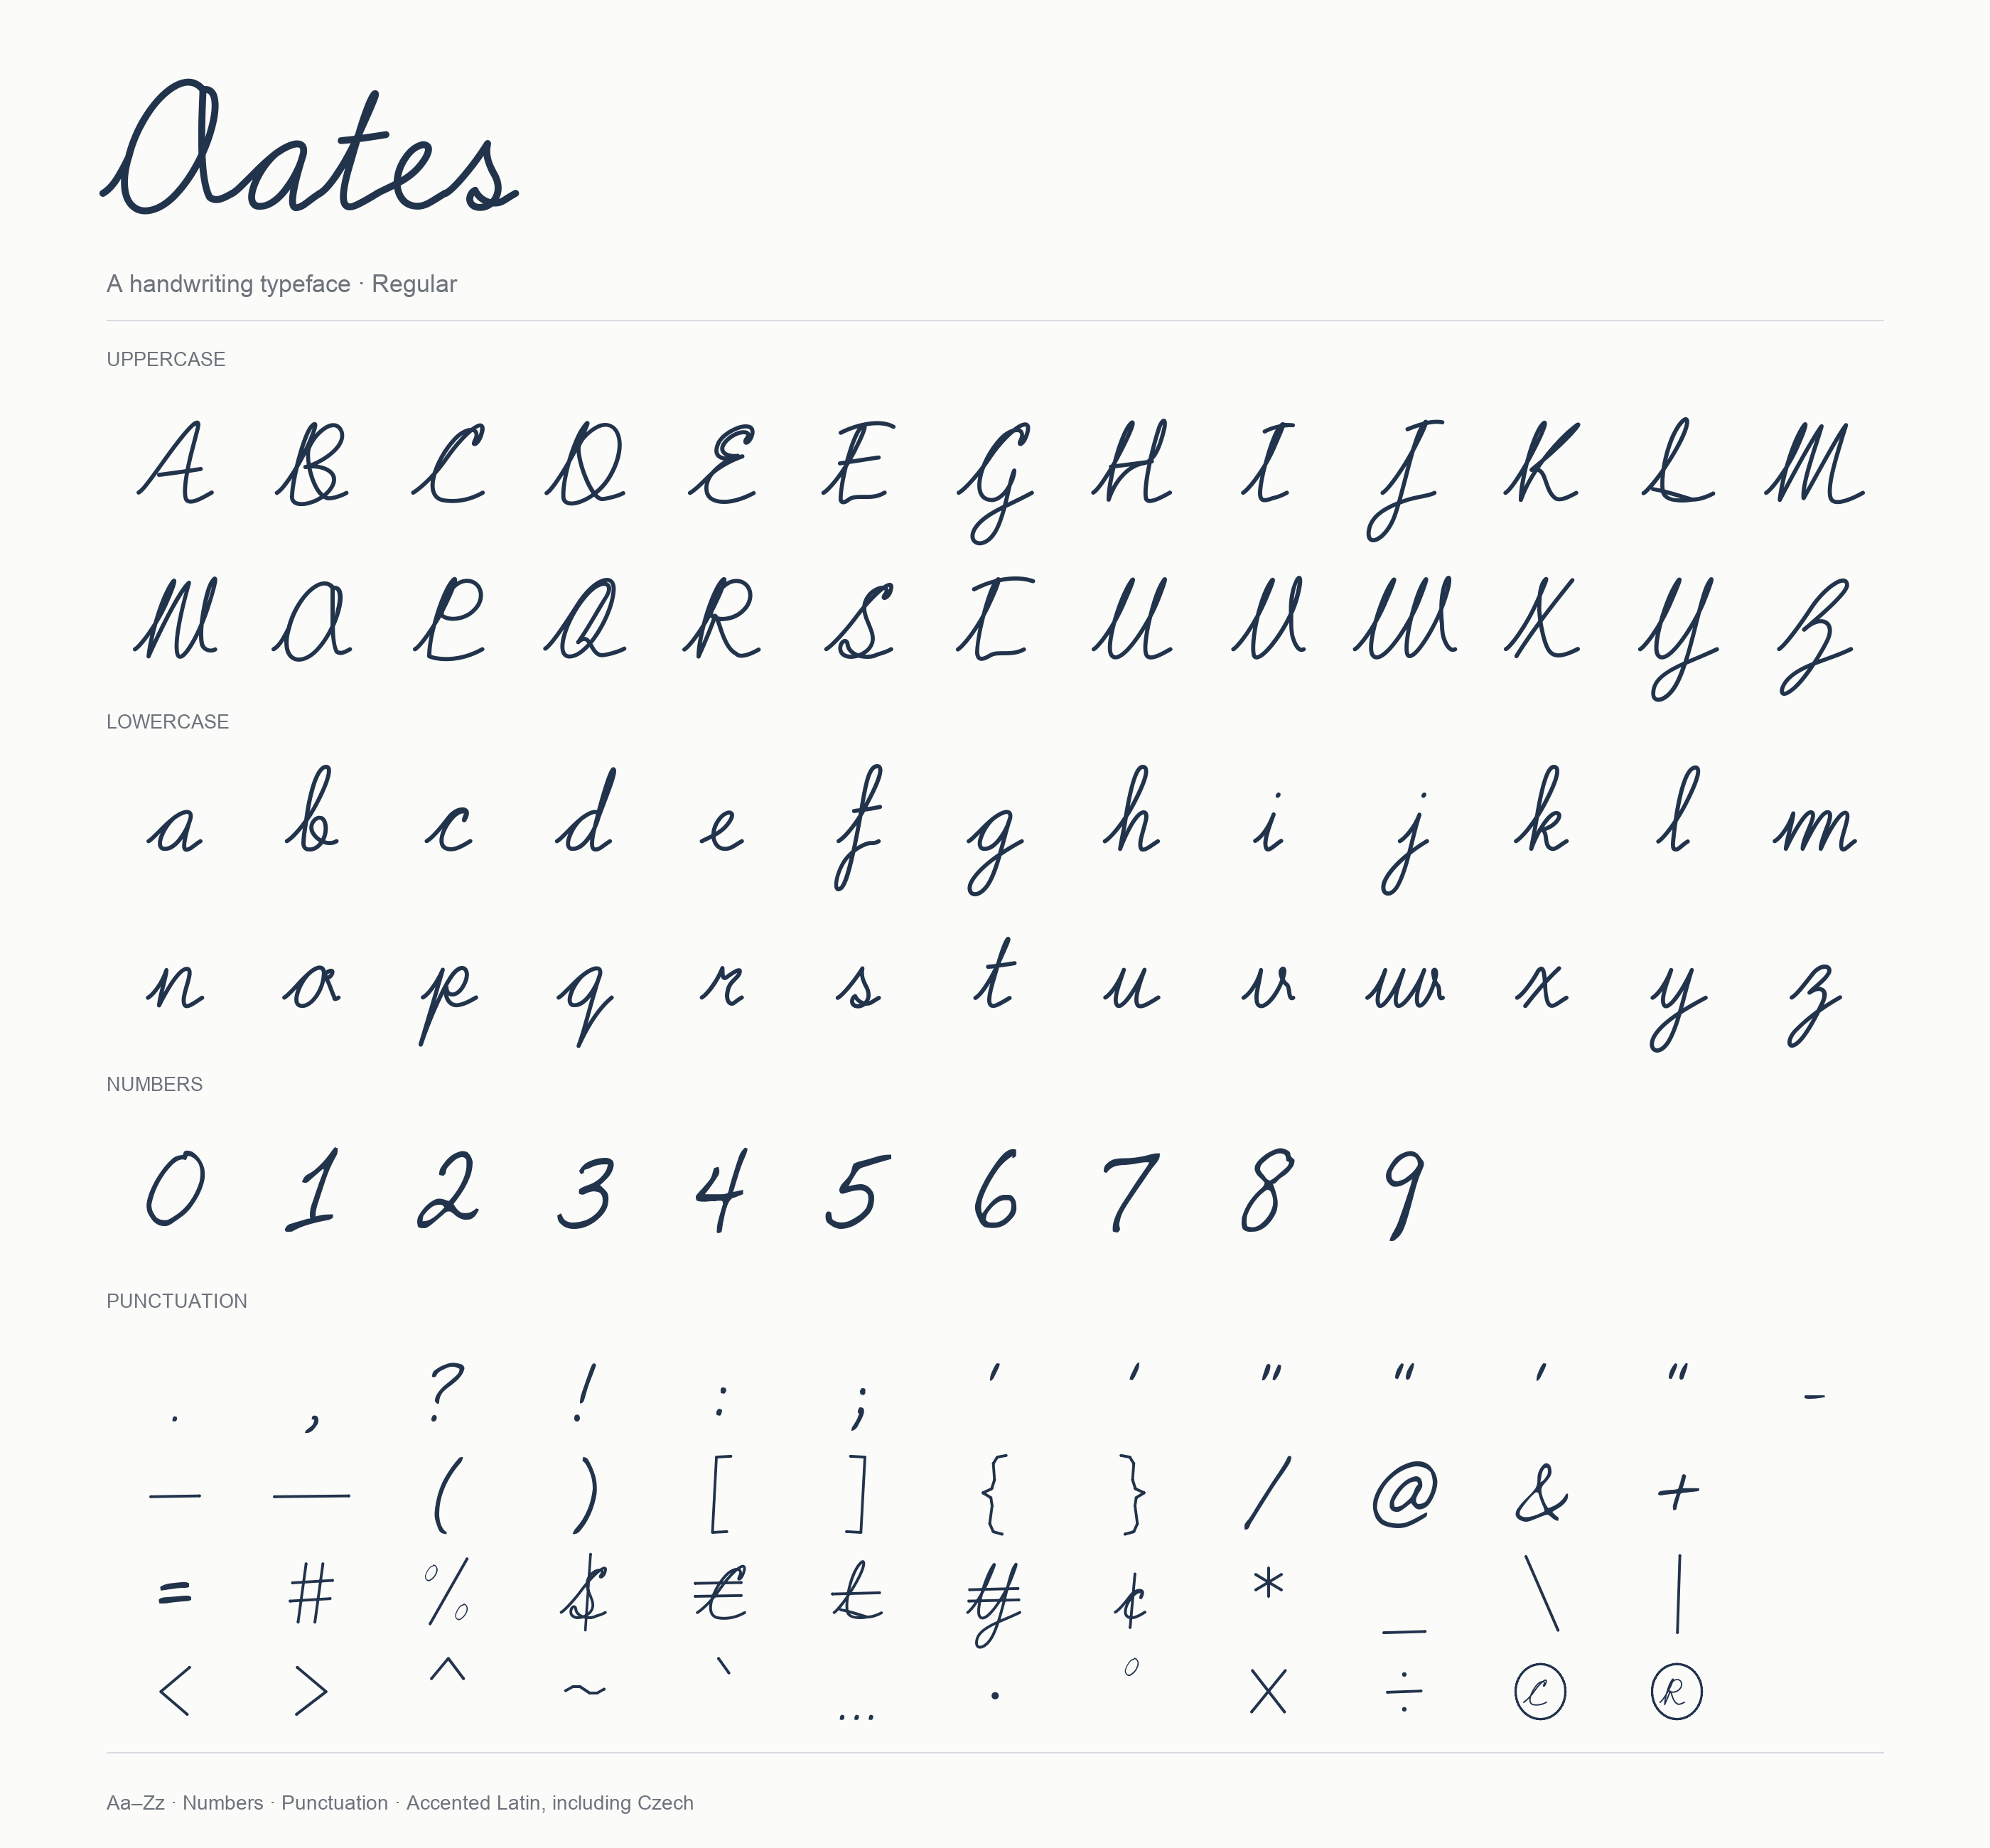 Oates
A handwriting typeface · Regular
UPPERCASE
A B C D E F G H I J K L M
N O P Q R S T U V W X Y Z
LOWERCASE
a b c d e f g h i j k l m
n o p q r s t u v w x y z
NUMBERS
0 1 2 3 4 5 6 7 8 9
PUNCTUATION
. , ? ! : ; ' ' " " ' " -
– — ( ) [ ] { } / @ & +
= # % $ € £ ¥ ¢ * _ \ |
< > ^ ~ ` … · ° × ÷ © ®
Aa–Zz · Numbers · Punctuation · Accented Latin, including Czech